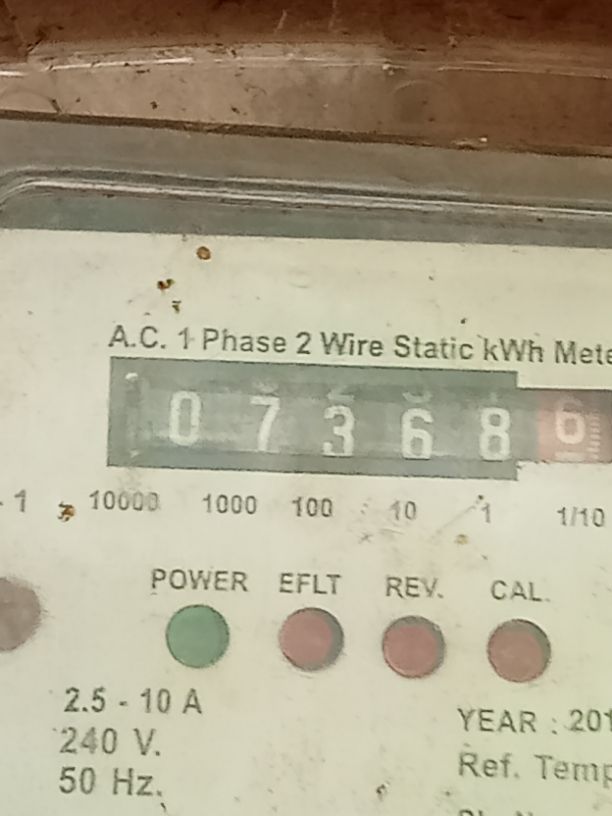 A.C. 1 Phase 2 Wire Static kWh Mete
0 7 3 6 8 6
- 1 10000 1000 100 10 1 1/10
POWER EFLT REV. CAL.
2.5 - 10 A
240 V.
50 Hz.
YEAR : 201
Ref. Temp